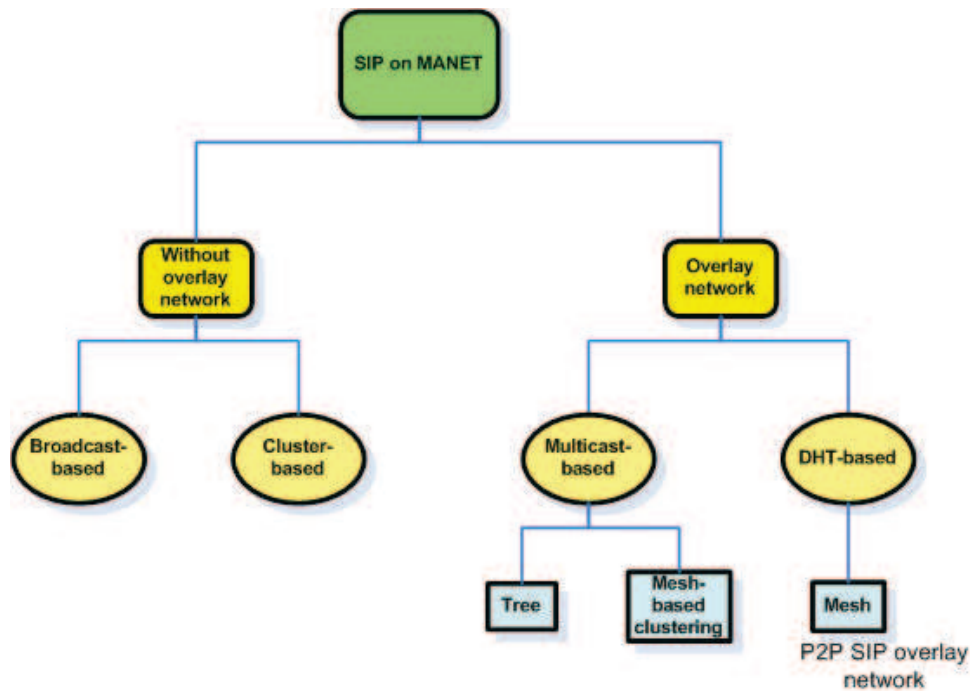 SIP on MANET
Without
overlay
network
Overlay
network
Broadcast-
based
Cluster-
based
Multicast-
based
DHT-based
Tree
Mesh-
based
clustering
Mesh
P2P SIP overlay
network